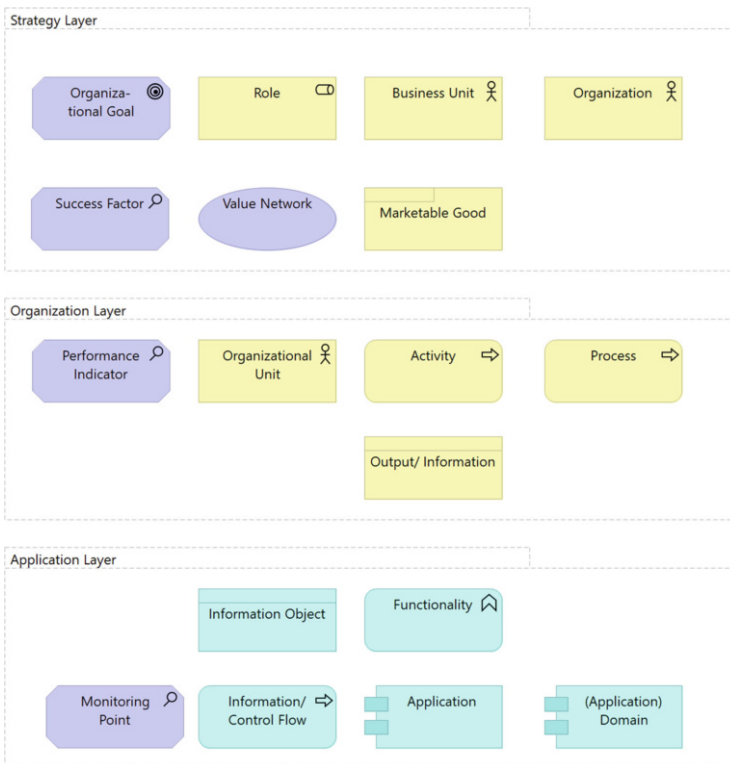 Strategy Layer
Organiza-
tional Goal
Role
Business Unit
Organization
Success Factor
Value Network
Marketable Good
Organization Layer
Performance
Indicator
Organizational
Unit
Activity
Process
Output/ Information
Application Layer
Information Object
Functionality
Monitoring
Point
Information/
Control Flow
Application
(Application)
Domain